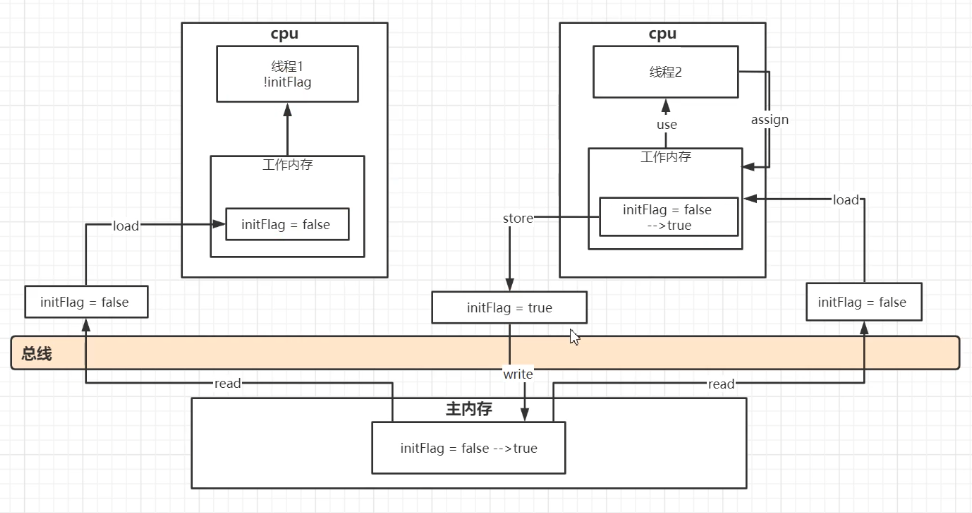 cpu
线程1
!initFlag
工作内存
initFlag = false
load
initFlag = false
cpu
线程2
use
assign
工作内存
initFlag = false
-->true
store
load
initFlag = true
initFlag = false
总线
read
write
read
主内存
initFlag = false -->true